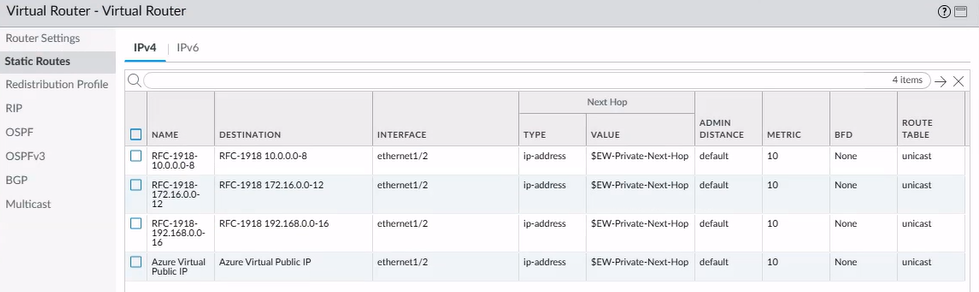 Virtual Router - Virtual Router
Router Settings
Static Routes
Redistribution Profile
RIP
OSPF
OSPFv3
BGP
Multicast
IPv4 | IPv6
4 items
Next Hop
NAME DESTINATION INTERFACE TYPE VALUE ADMIN DISTANCE METRIC BFD ROUTE TABLE
RFC-1918-10.0.0.0-8 RFC-1918 10.0.0.0-8 ethernet1/2 ip-address $EW-Private-Next-Hop default 10 None unicast
RFC-1918-172.16.0.0-12 RFC-1918 172.16.0.0-12 ethernet1/2 ip-address $EW-Private-Next-Hop default 10 None unicast
RFC-1918-192.168.0.0-16 RFC-1918 192.168.0.0-16 ethernet1/2 ip-address $EW-Private-Next-Hop default 10 None unicast
Azure Virtual Public IP Azure Virtual Public IP ethernet1/2 ip-address $EW-Private-Next-Hop default 10 None unicast